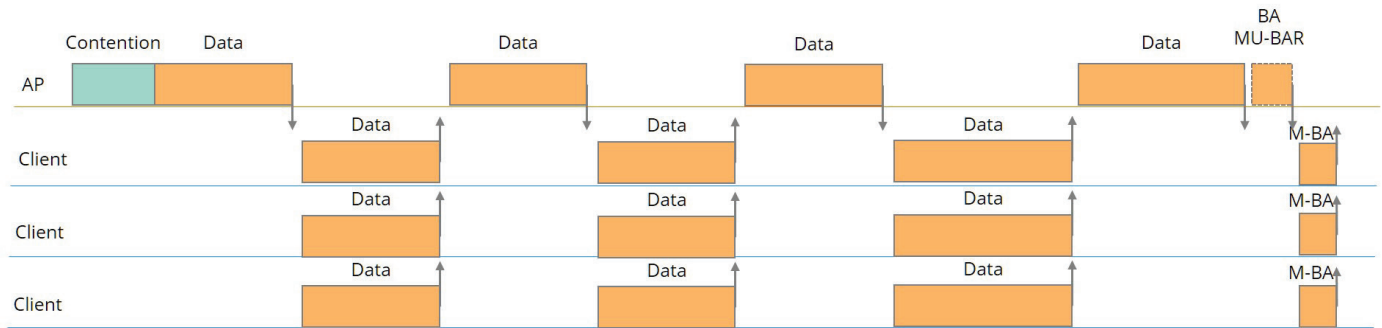 BA
Contention Data Data Data Data MU-BAR
AP
Data Data Data M-BA
Client
Data Data Data M-BA
Client
Data Data Data M-BA
Client